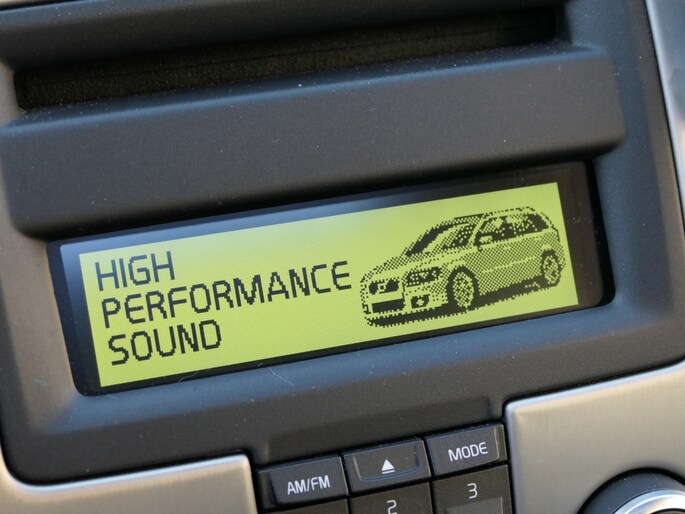 HIGH
PERFORMANCE
SOUND
AM/FM
MODE
2
3